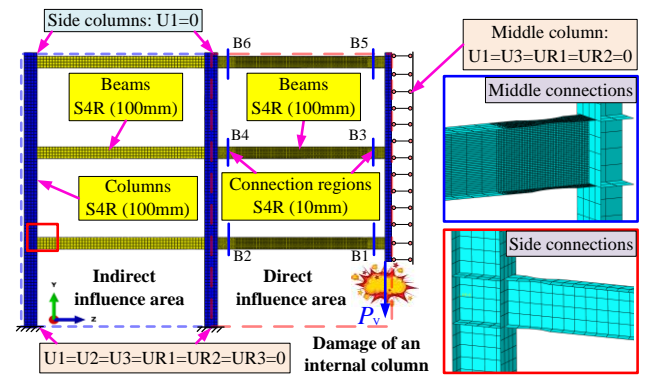 Side columns: U1=0
Middle column:
U1=U3=UR1=UR2=0
B6
B5
Beams
S4R (100mm)
Beams
S4R (100mm)
Middle connections
B4
B3
Columns
S4R (100mm)
Connection regions
S4R (10mm)
Side connections
B2
B1
Indirect
influence area
Direct
influence area
Y
Z
Pv
U1=U2=U3=UR1=UR2=UR3=0
Damage of an
internal column